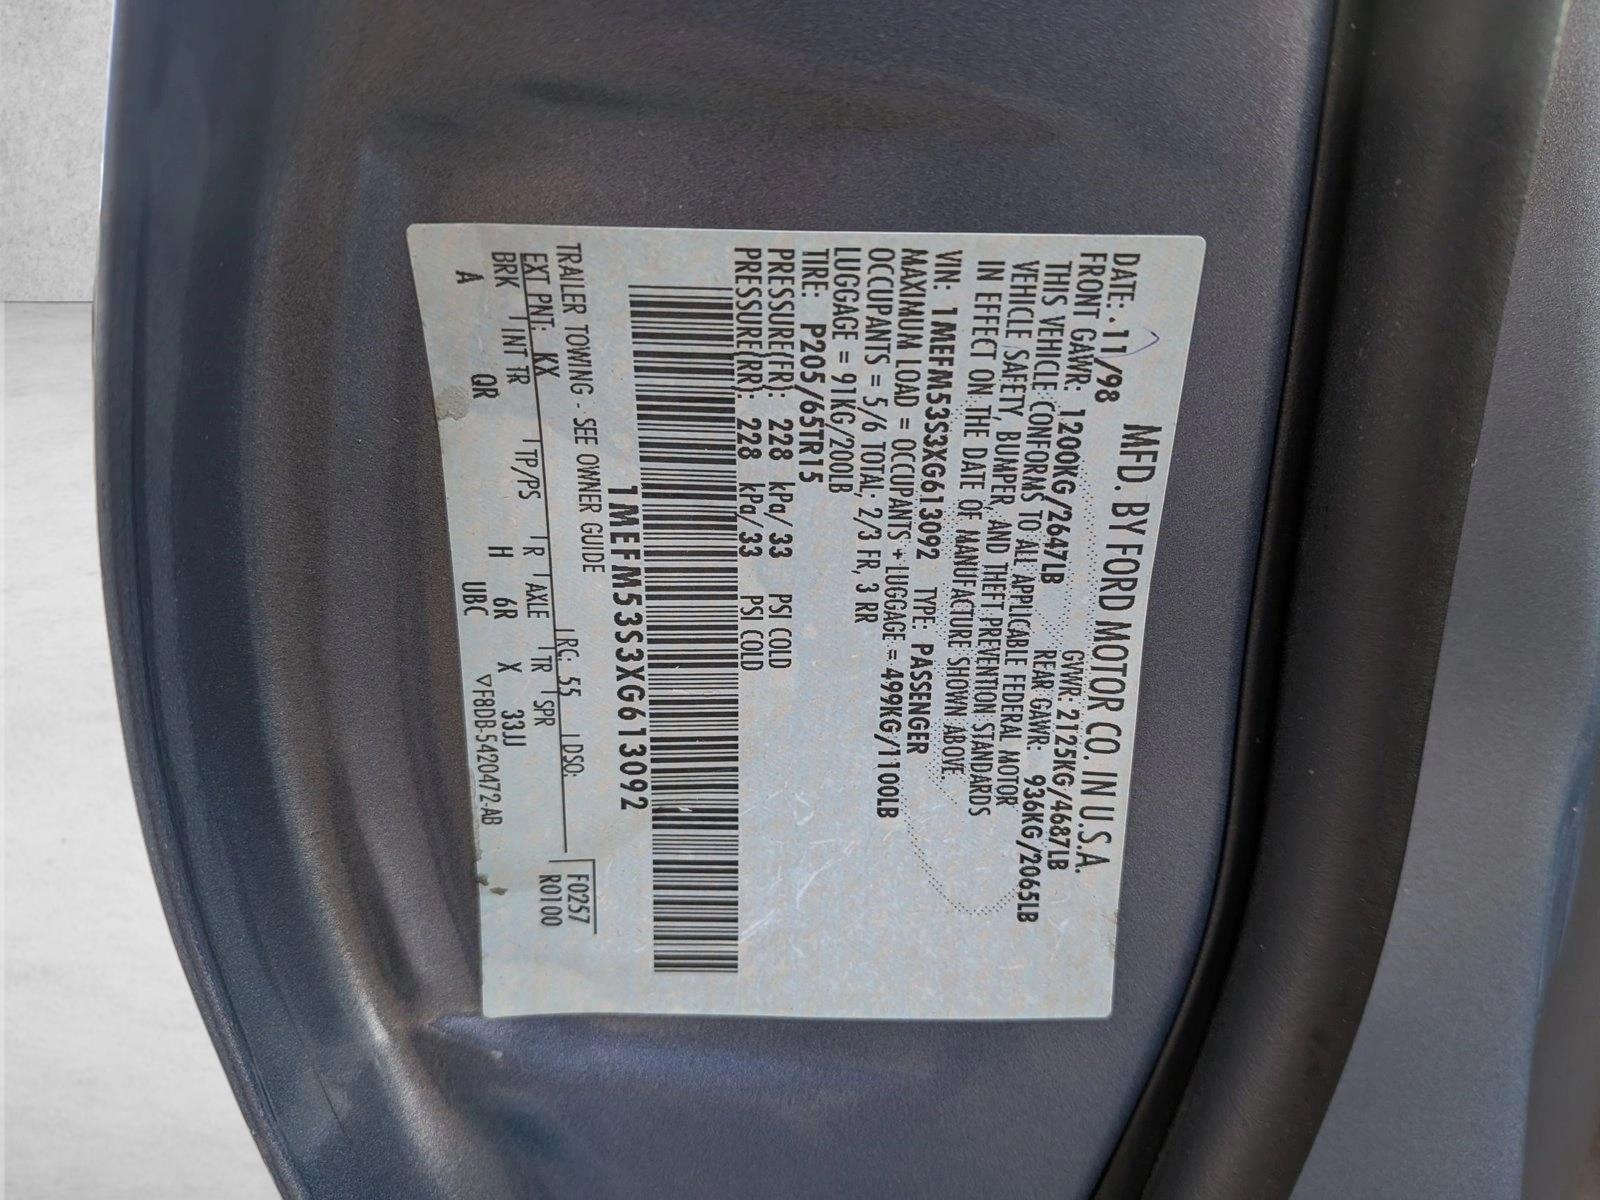 MFD. BY FORD MOTOR CO. IN U.S.A.
DATE: 11/98 GVWR: 2125KG/4687LB
FRONT GAWR: 1200KG/2647LB REAR GAWR: 936KG/2065LB
THIS VEHICLE CONFORMS TO ALL APPLICABLE FEDERAL MOTOR
VEHICLE SAFETY, BUMPER, AND THEFT PREVENTION STANDARDS
IN EFFECT ON THE DATE OF MANUFACTURE SHOWN ABOVE.
VIN: 1MEFM53S3XG613092 TYPE: PASSENGER
MAXIMUM LOAD = OCCUPANTS + LUGGAGE = 499KG/1100LB
OCCUPANTS = 5/6 TOTAL; 2/3 FR, 3 RR
LUGGAGE = 91KG/200LB
TIRE: P205/65TR15
PRESSURE(FR): 228 kPa/33 PSI COLD
PRESSURE(RR): 228 kPa/33 PSI COLD
1MEFM53S3XG613092
TRAILER TOWING - SEE OWNER GUIDE
F0257
R0100
EXT PNT: KX RC: 55 DSO:
BRK INT TR TP/PS R AXLE TR SPR
A QR H 6R X 33JJ
UBC ▽F8DB-5420472-AB